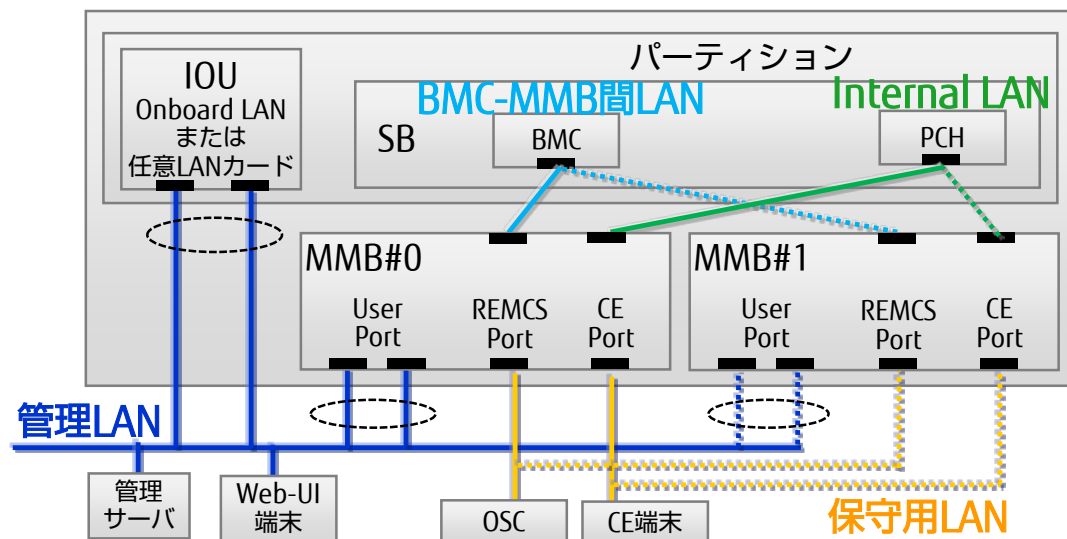 パーティション
IOU
Onboard LAN
または
任意LANカード
BMC-MMB間LAN
Internal LAN
SB
BMC
PCH
MMB#0
User
Port
REMCS
Port
CE
Port
MMB#1
User
Port
REMCS
Port
CE
Port
管理LAN
管理
サーバ
Web-UI
端末
OSC
CE端末
保守用LAN